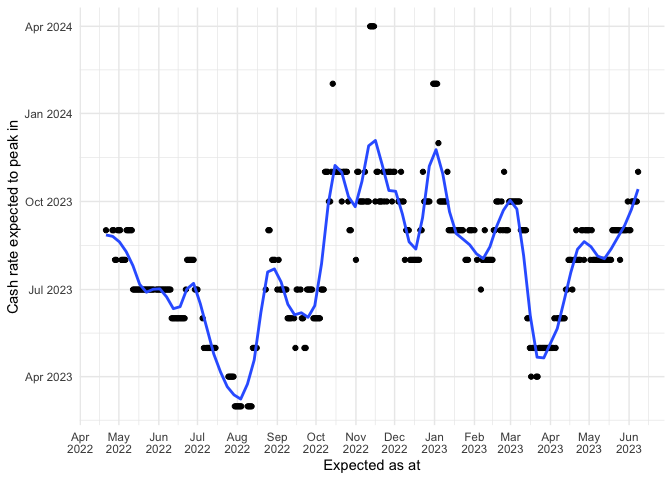 Apr 2024
Jan 2024
Oct 2023
Jul 2023
Apr 2023
Cash rate expected to peak in
Apr May Jun Jul Aug Sep Oct Nov Dec Jan Feb Mar Apr May Jun
2022 2022 2022 2022 2022 2022 2022 2022 2022 2023 2023 2023 2023 2023 2023
Expected as at